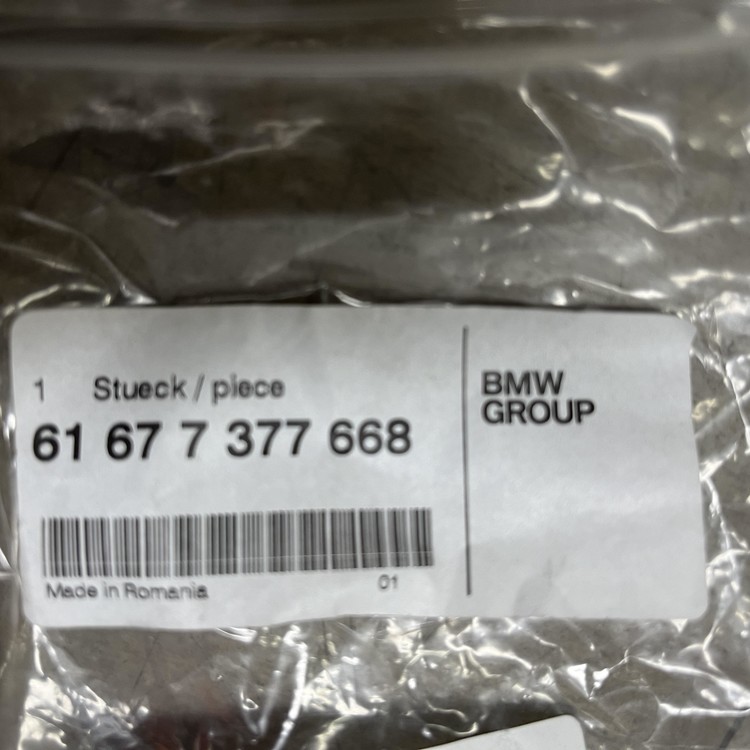 1 Stueck / piece
61 67 7 377 668
Made in Romania 01
BMW
GROUP